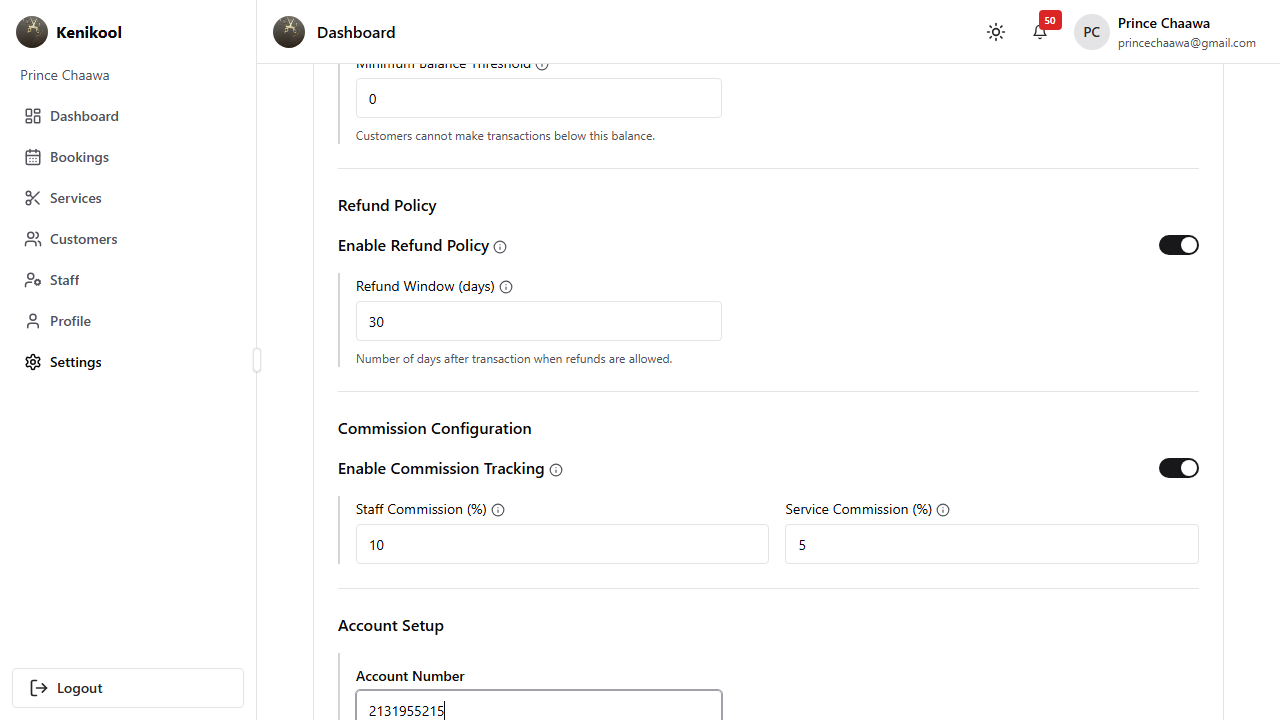 Kenikool
Prince Chaawa
Dashboard
Bookings
Services
Customers
Staff
Profile
Settings
Logout
Dashboard
50
PC
Prince Chaawa
princechaawa@gmail.com
Minimum Balance Threshold
0
Customers cannot make transactions below this balance.
Refund Policy
Enable Refund Policy
Refund Window (days)
30
Number of days after transaction when refunds are allowed.
Commission Configuration
Enable Commission Tracking
Staff Commission (%)
Service Commission (%)
10
5
Account Setup
Account Number
2131955215